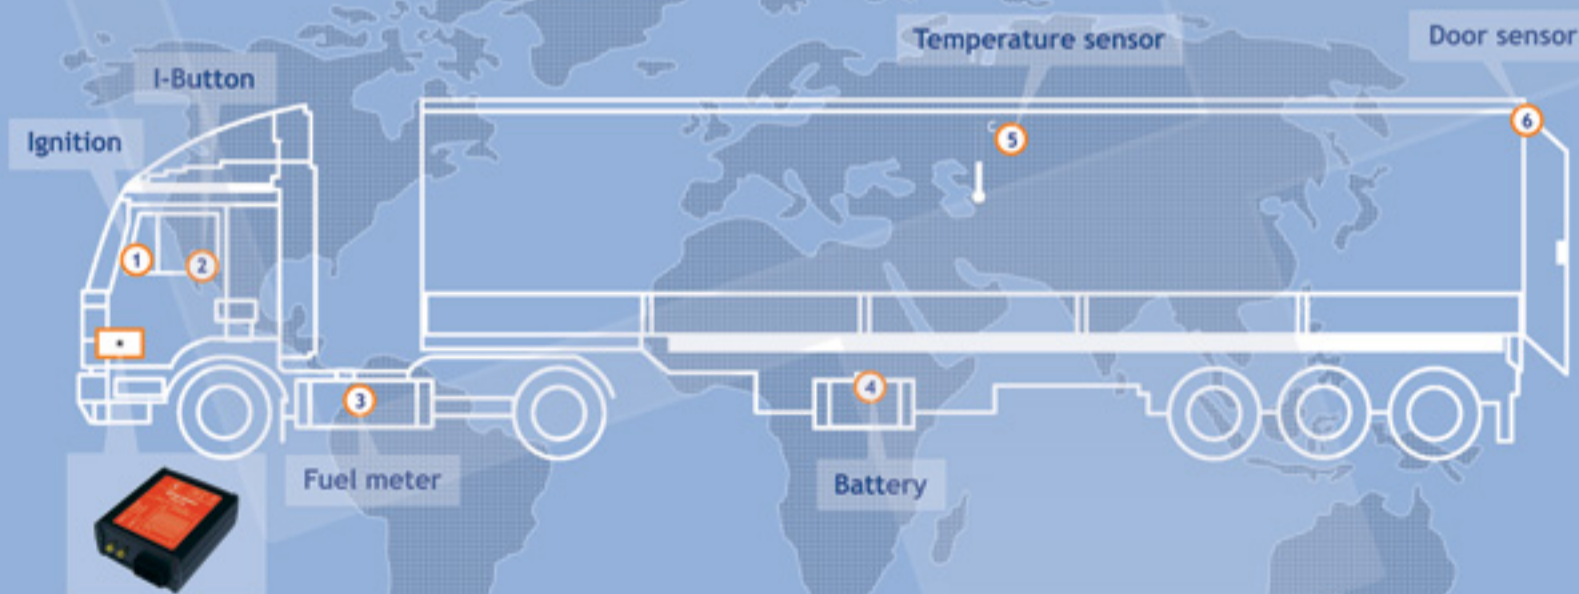 Temperature sensor
Door sensor
I-Button
Ignition
5
6
1
2
3
4
Fuel meter
Battery